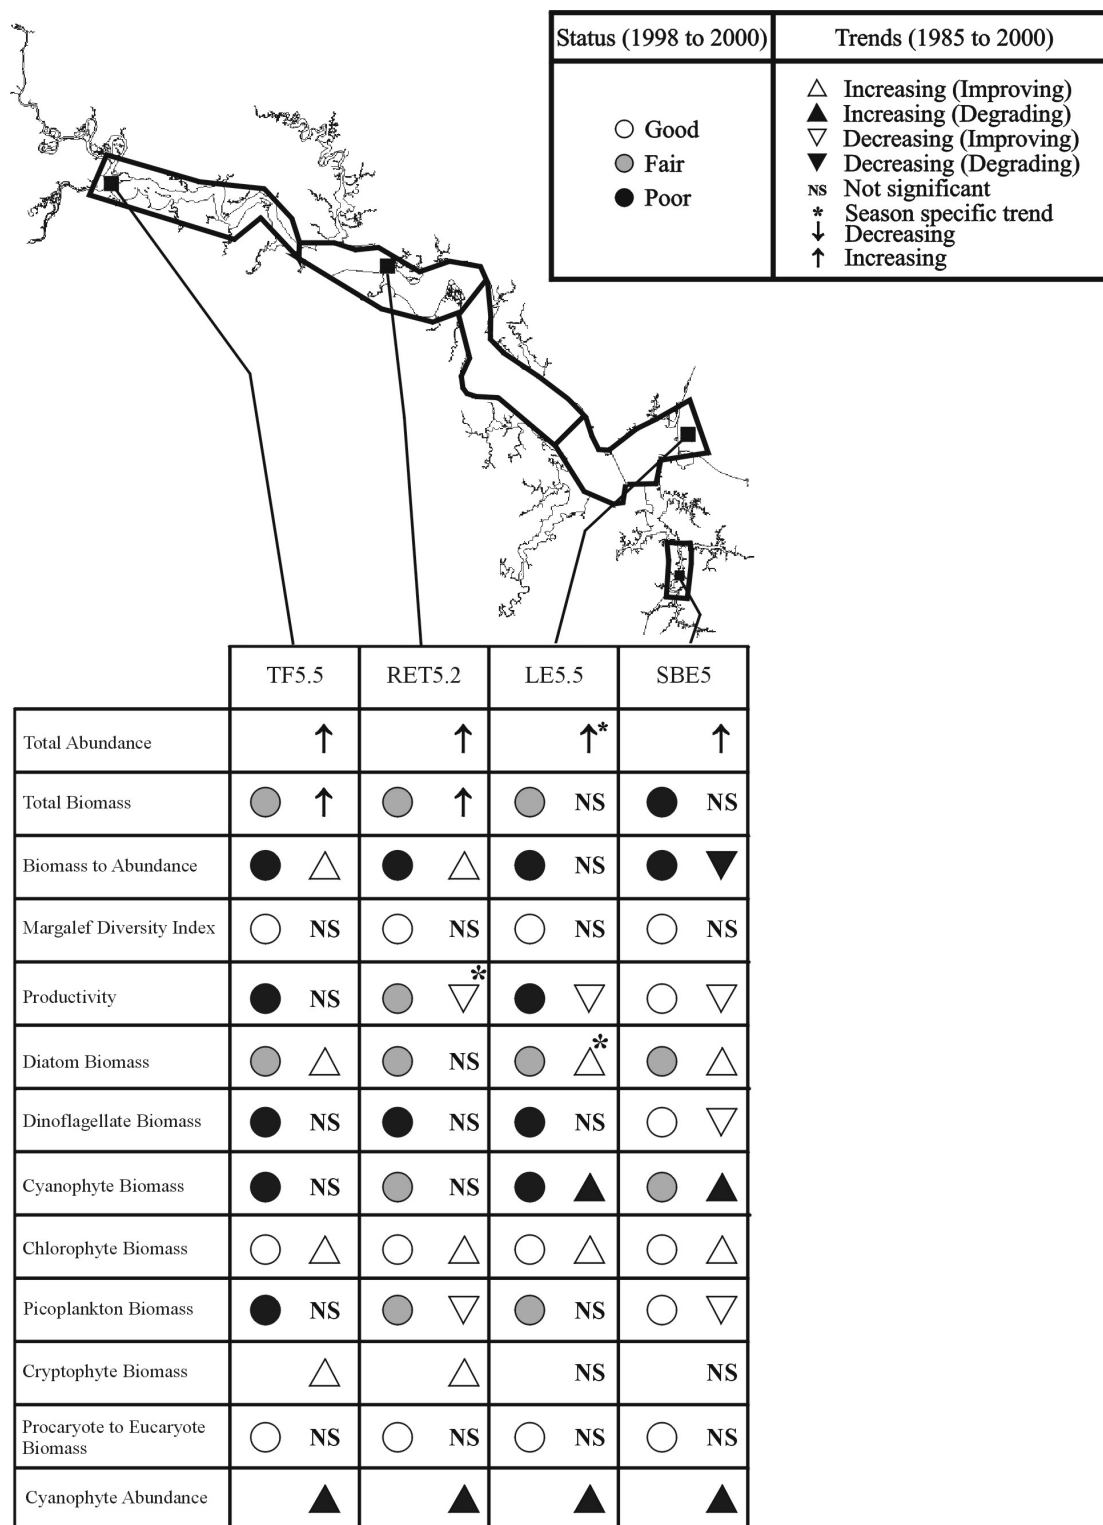 Status (1998 to 2000) Trends (1985 to 2000)
Good
Fair
Poor
Increasing (Improving)
Increasing (Degrading)
Decreasing (Improving)
Decreasing (Degrading)
NS Not significant
* Season specific trend
Decreasing
Increasing
TF5.5 RET5.2 LE5.5 SBE5
Total Abundance *
Total Biomass NS NS
Biomass to Abundance NS
Margalef Diversity Index NS NS NS NS
Productivity NS *
Diatom Biomass NS *
Dinoflagellate Biomass NS NS NS
Cyanophyte Biomass NS NS
Chlorophyte Biomass
Picoplankton Biomass NS NS
Cryptophyte Biomass NS NS
Procaryote to Eucaryote
Biomass NS NS NS NS
Cyanophyte Abundance